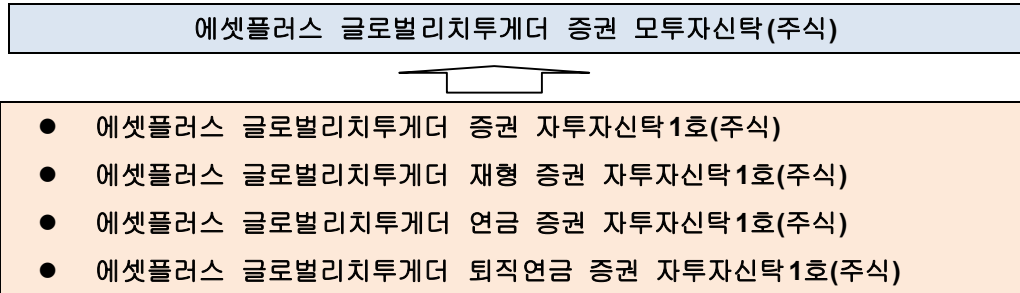 에셋플러스 글로벌리치투게더 증권 모투자신탁(주식)
● 에셋플러스 글로벌리치투게더 증권 자투자신탁1호(주식)
● 에셋플러스 글로벌리치투게더 재형 증권 자투자신탁1호(주식)
● 에셋플러스 글로벌리치투게더 연금 증권 자투자신탁1호(주식)
● 에셋플러스 글로벌리치투게더 퇴직연금 증권 자투자신탁1호(주식)